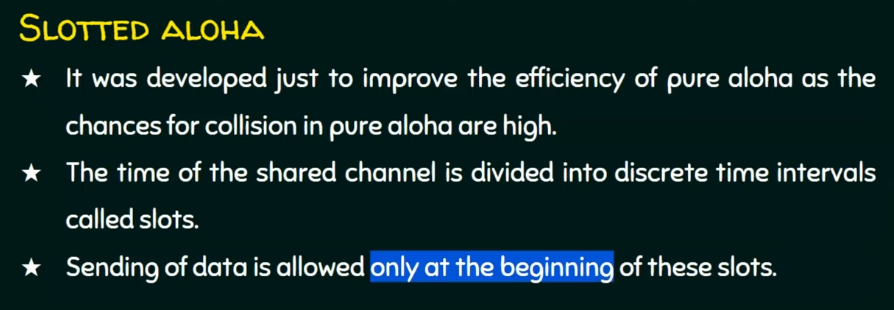 SLOTTED ALOHA
★ It was developed just to improve the efficiency of pure aloha as the
chances for collision in pure aloha are high.
★ The time of the shared channel is divided into discrete time intervals
called slots.
★ Sending of data is allowed only at the beginning of these slots.